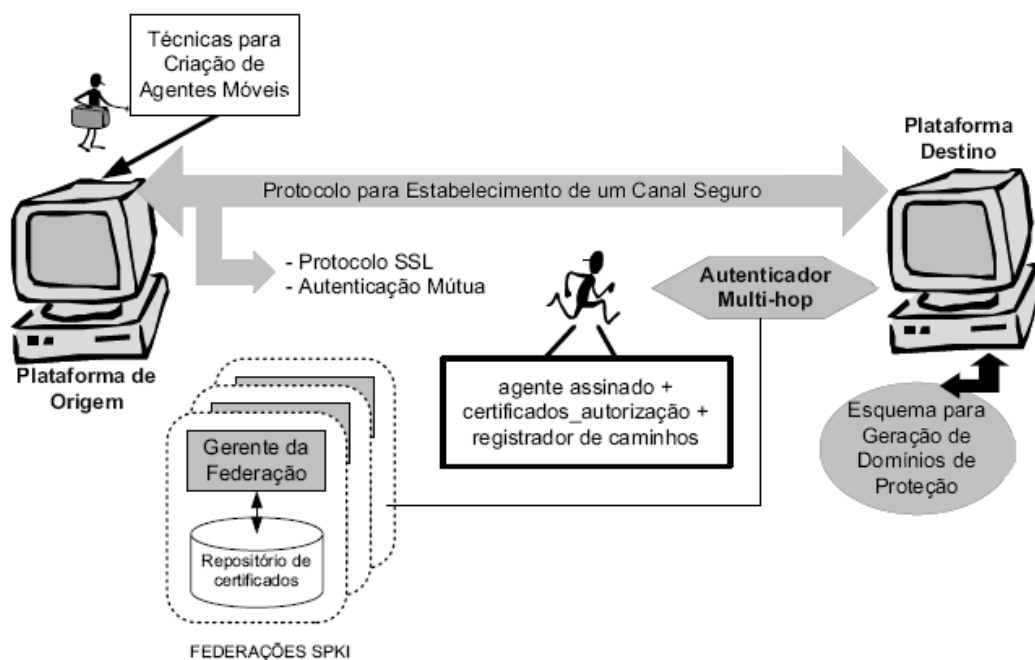 Técnicas para
Criação de
Agentes Móveis
Plataforma
Destino
Protocolo para Estabelecimento de um Canal Seguro
- Protocolo SSL
- Autenticação Mútua
Autenticador
Multi-hop
Plataforma de
Origem
agente assinado +
certificados_autorização +
registrador de caminhos
Esquema para
Geração de
Domínios de
Proteção
Gerente da
Federação
Repositório de
certificados
FEDERAÇÕES SPKI